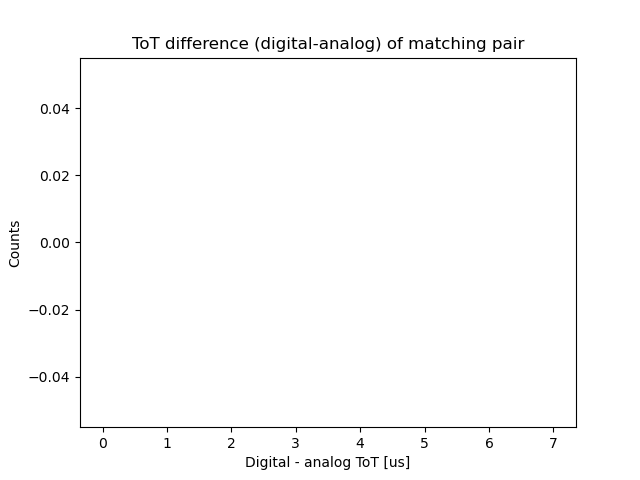 ToT difference (digital-analog) of matching pair
0.04
0.02
0.00
−0.02
−0.04
Counts
0 1 2 3 4 5 6 7
Digital - analog ToT [us]